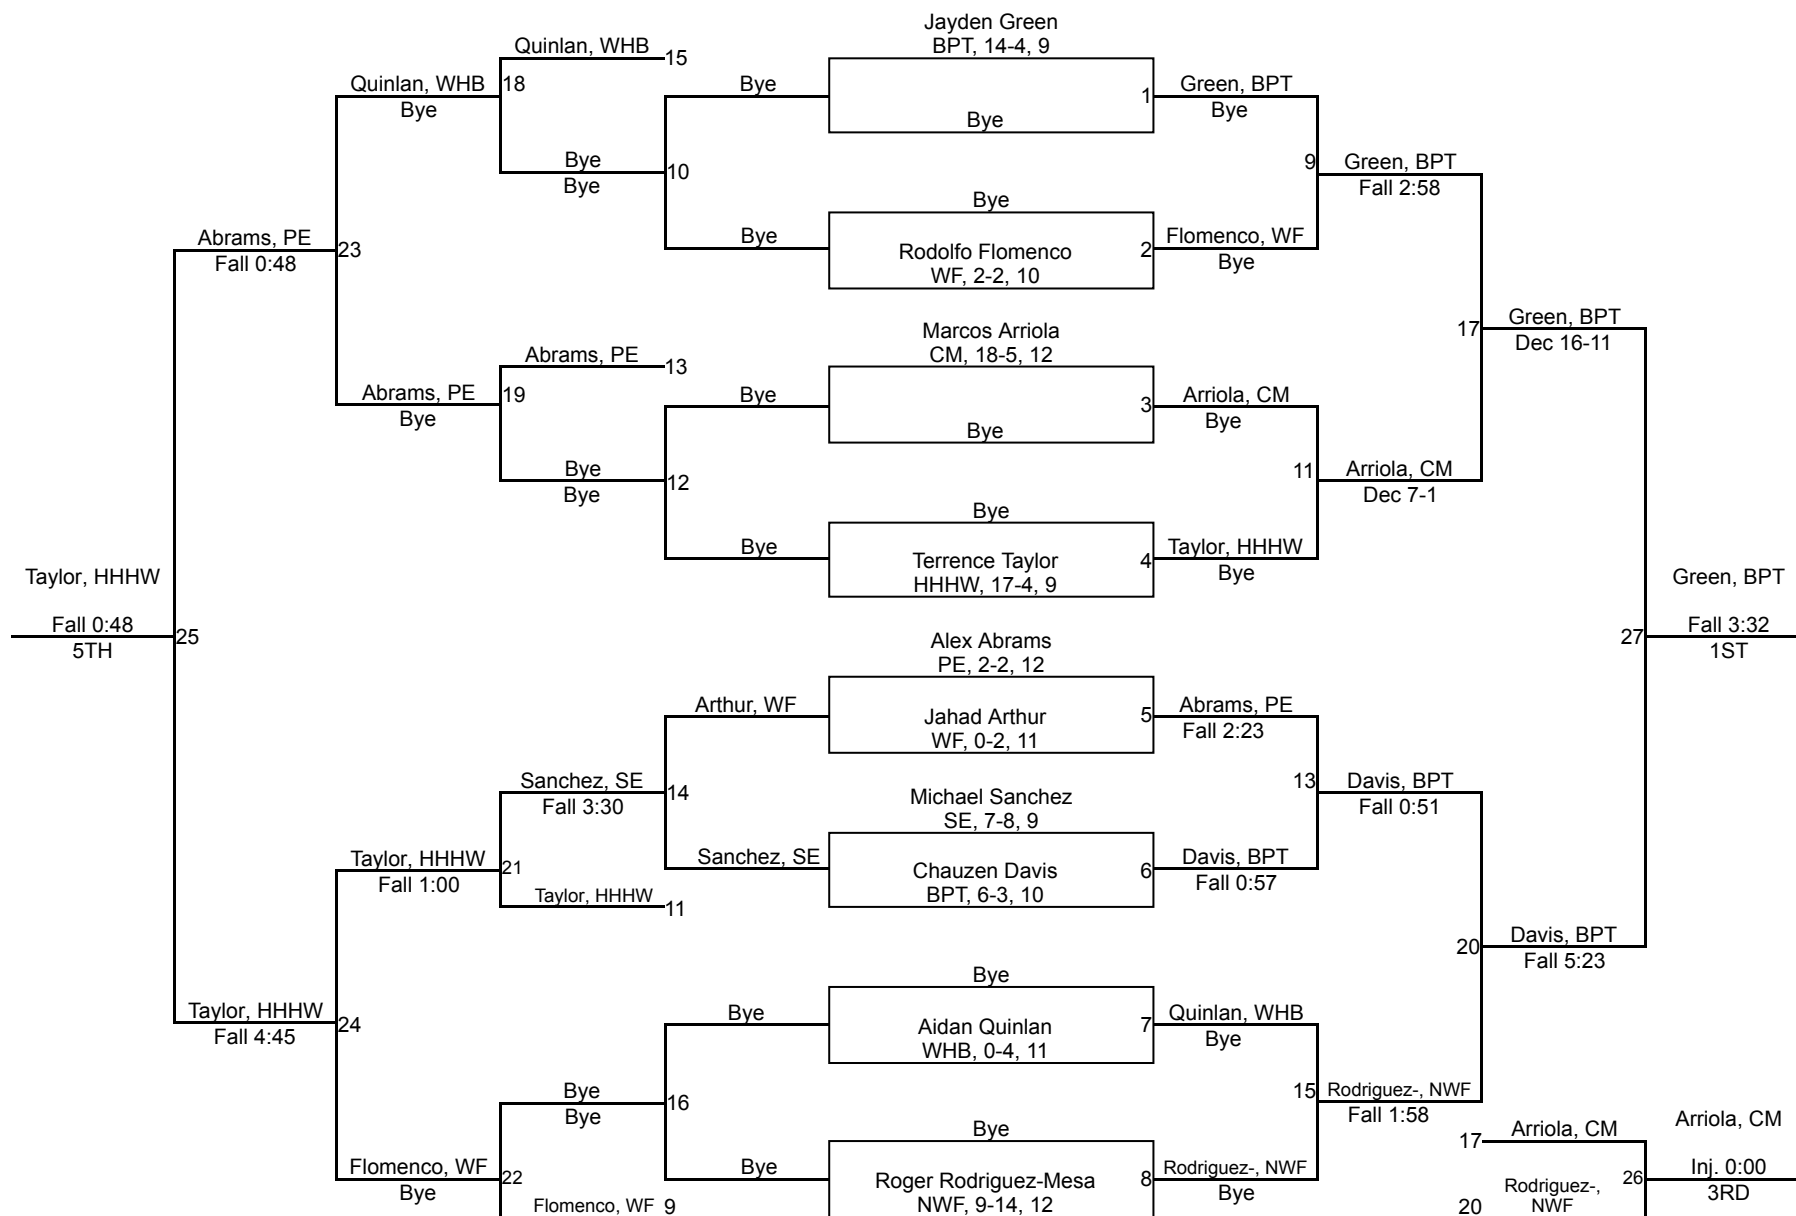 Jayden Green
BPT, 14-4, 9
Quinlan, WHB
15
Quinlan, WHB
18
Bye
Bye
1
Green, BPT
Bye
Bye
Bye
10
Bye
9
Green, BPT
Fall 2:58
Bye
Abrams, PE
Fall 0:48
23
Bye
Rodolfo Flomenco
WF, 2-2, 10
2
Flomenco, WF
Bye
Marcos Arriola
CM, 18-5, 12
17
Green, BPT
Dec 16-11
Abrams, PE
13
Abrams, PE
19
Bye
Bye
3
Arriola, CM
Bye
Bye
Bye
12
Bye
11
Arriola, CM
Dec 7-1
Bye
Bye
Terrence Taylor
HHHW, 17-4, 9
4
Taylor, HHHW
Bye
Taylor, HHHW
Fall 0:48
25
5TH
Green, BPT
27
Fall 3:32
1ST
Alex Abrams
PE, 2-2, 12
Arthur, WF
Jahad Arthur
WF, 0-2, 11
5
Abrams, PE
Fall 2:23
Sanchez, SE
14
Fall 3:30
Michael Sanchez
SE, 7-8, 9
13
Davis, BPT
Fall 0:51
Taylor, HHHW
21
Fall 1:00
Sanchez, SE
Chauzen Davis
BPT, 6-3, 10
6
Davis, BPT
Fall 0:57
Taylor, HHHW
11
20
Davis, BPT
Fall 5:23
Taylor, HHHW
24
Fall 4:45
Bye
Bye
Aidan Quinlan
WHB, 0-4, 11
7
Quinlan, WHB
Bye
Bye
16
Bye
15
Rodriguez-, NWF
Fall 1:58
Bye
17
Arriola, CM
Arriola, CM
Flomenco, WF
22
Bye
Bye
Roger Rodriguez-Mesa
NWF, 9-14, 12
8
Rodriguez-, NWF
Bye
26
Inj. 0:00
3RD
Flomenco, WF
9
20
Rodriguez-,
NWF